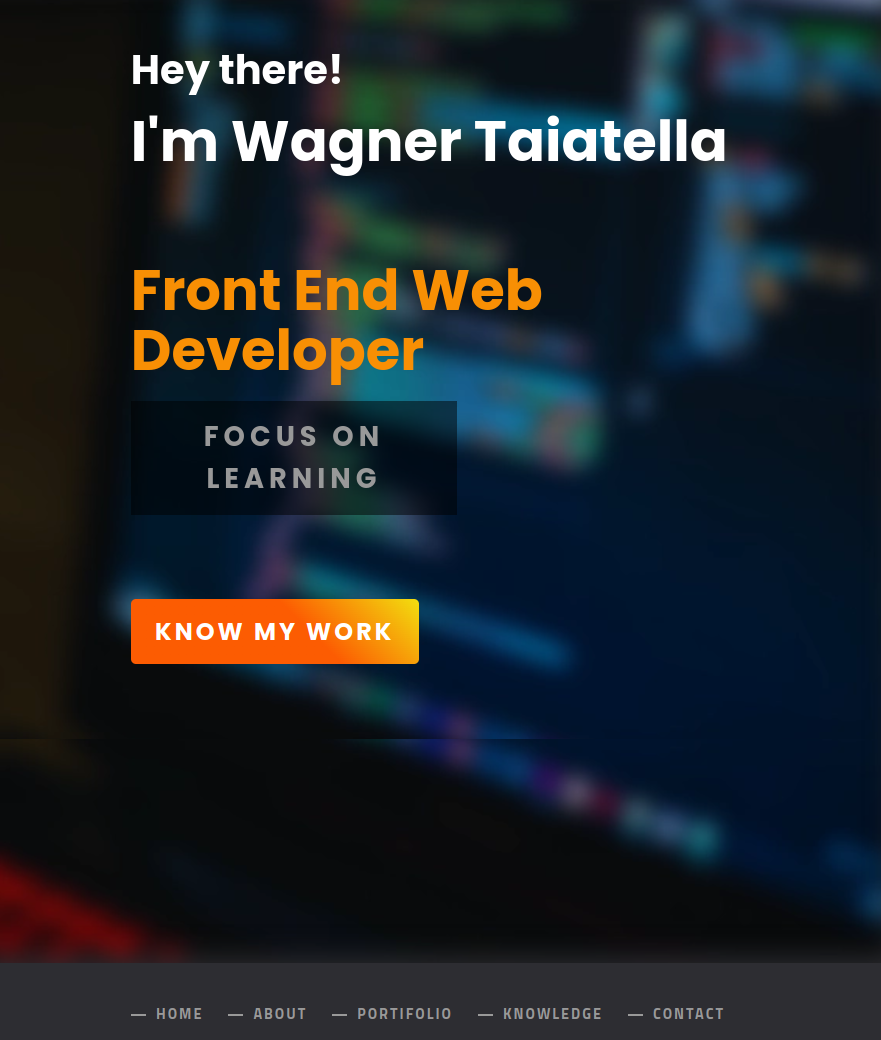 Hey there!
I'm Wagner Taiatella
Front End Web
Developer
FOCUS ON
LEARNING
KNOW MY WORK
— HOME — ABOUT — PORTIFOLIO — KNOWLEDGE — CONTACT